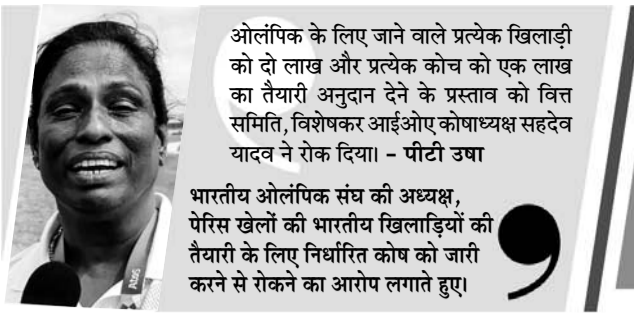 ओलंपिक के लिए जाने वाले प्रत्येक खिलाड़ी
को दो लाख और प्रत्येक कोच को एक लाख
का तैयारी अनुदान देने के प्रस्ताव को वित्त
समिति, विशेषकर आईओए कोषाध्यक्ष सहदेव
यादव ने रोक दिया। – पीटी उषा
भारतीय ओलंपिक संघ की अध्यक्ष,
पेरिस खेलों की भारतीय खिलाड़ियों की
तैयारी के लिए निर्धारित कोष को जारी
करने से रोकने का आरोप लगाते हुए।